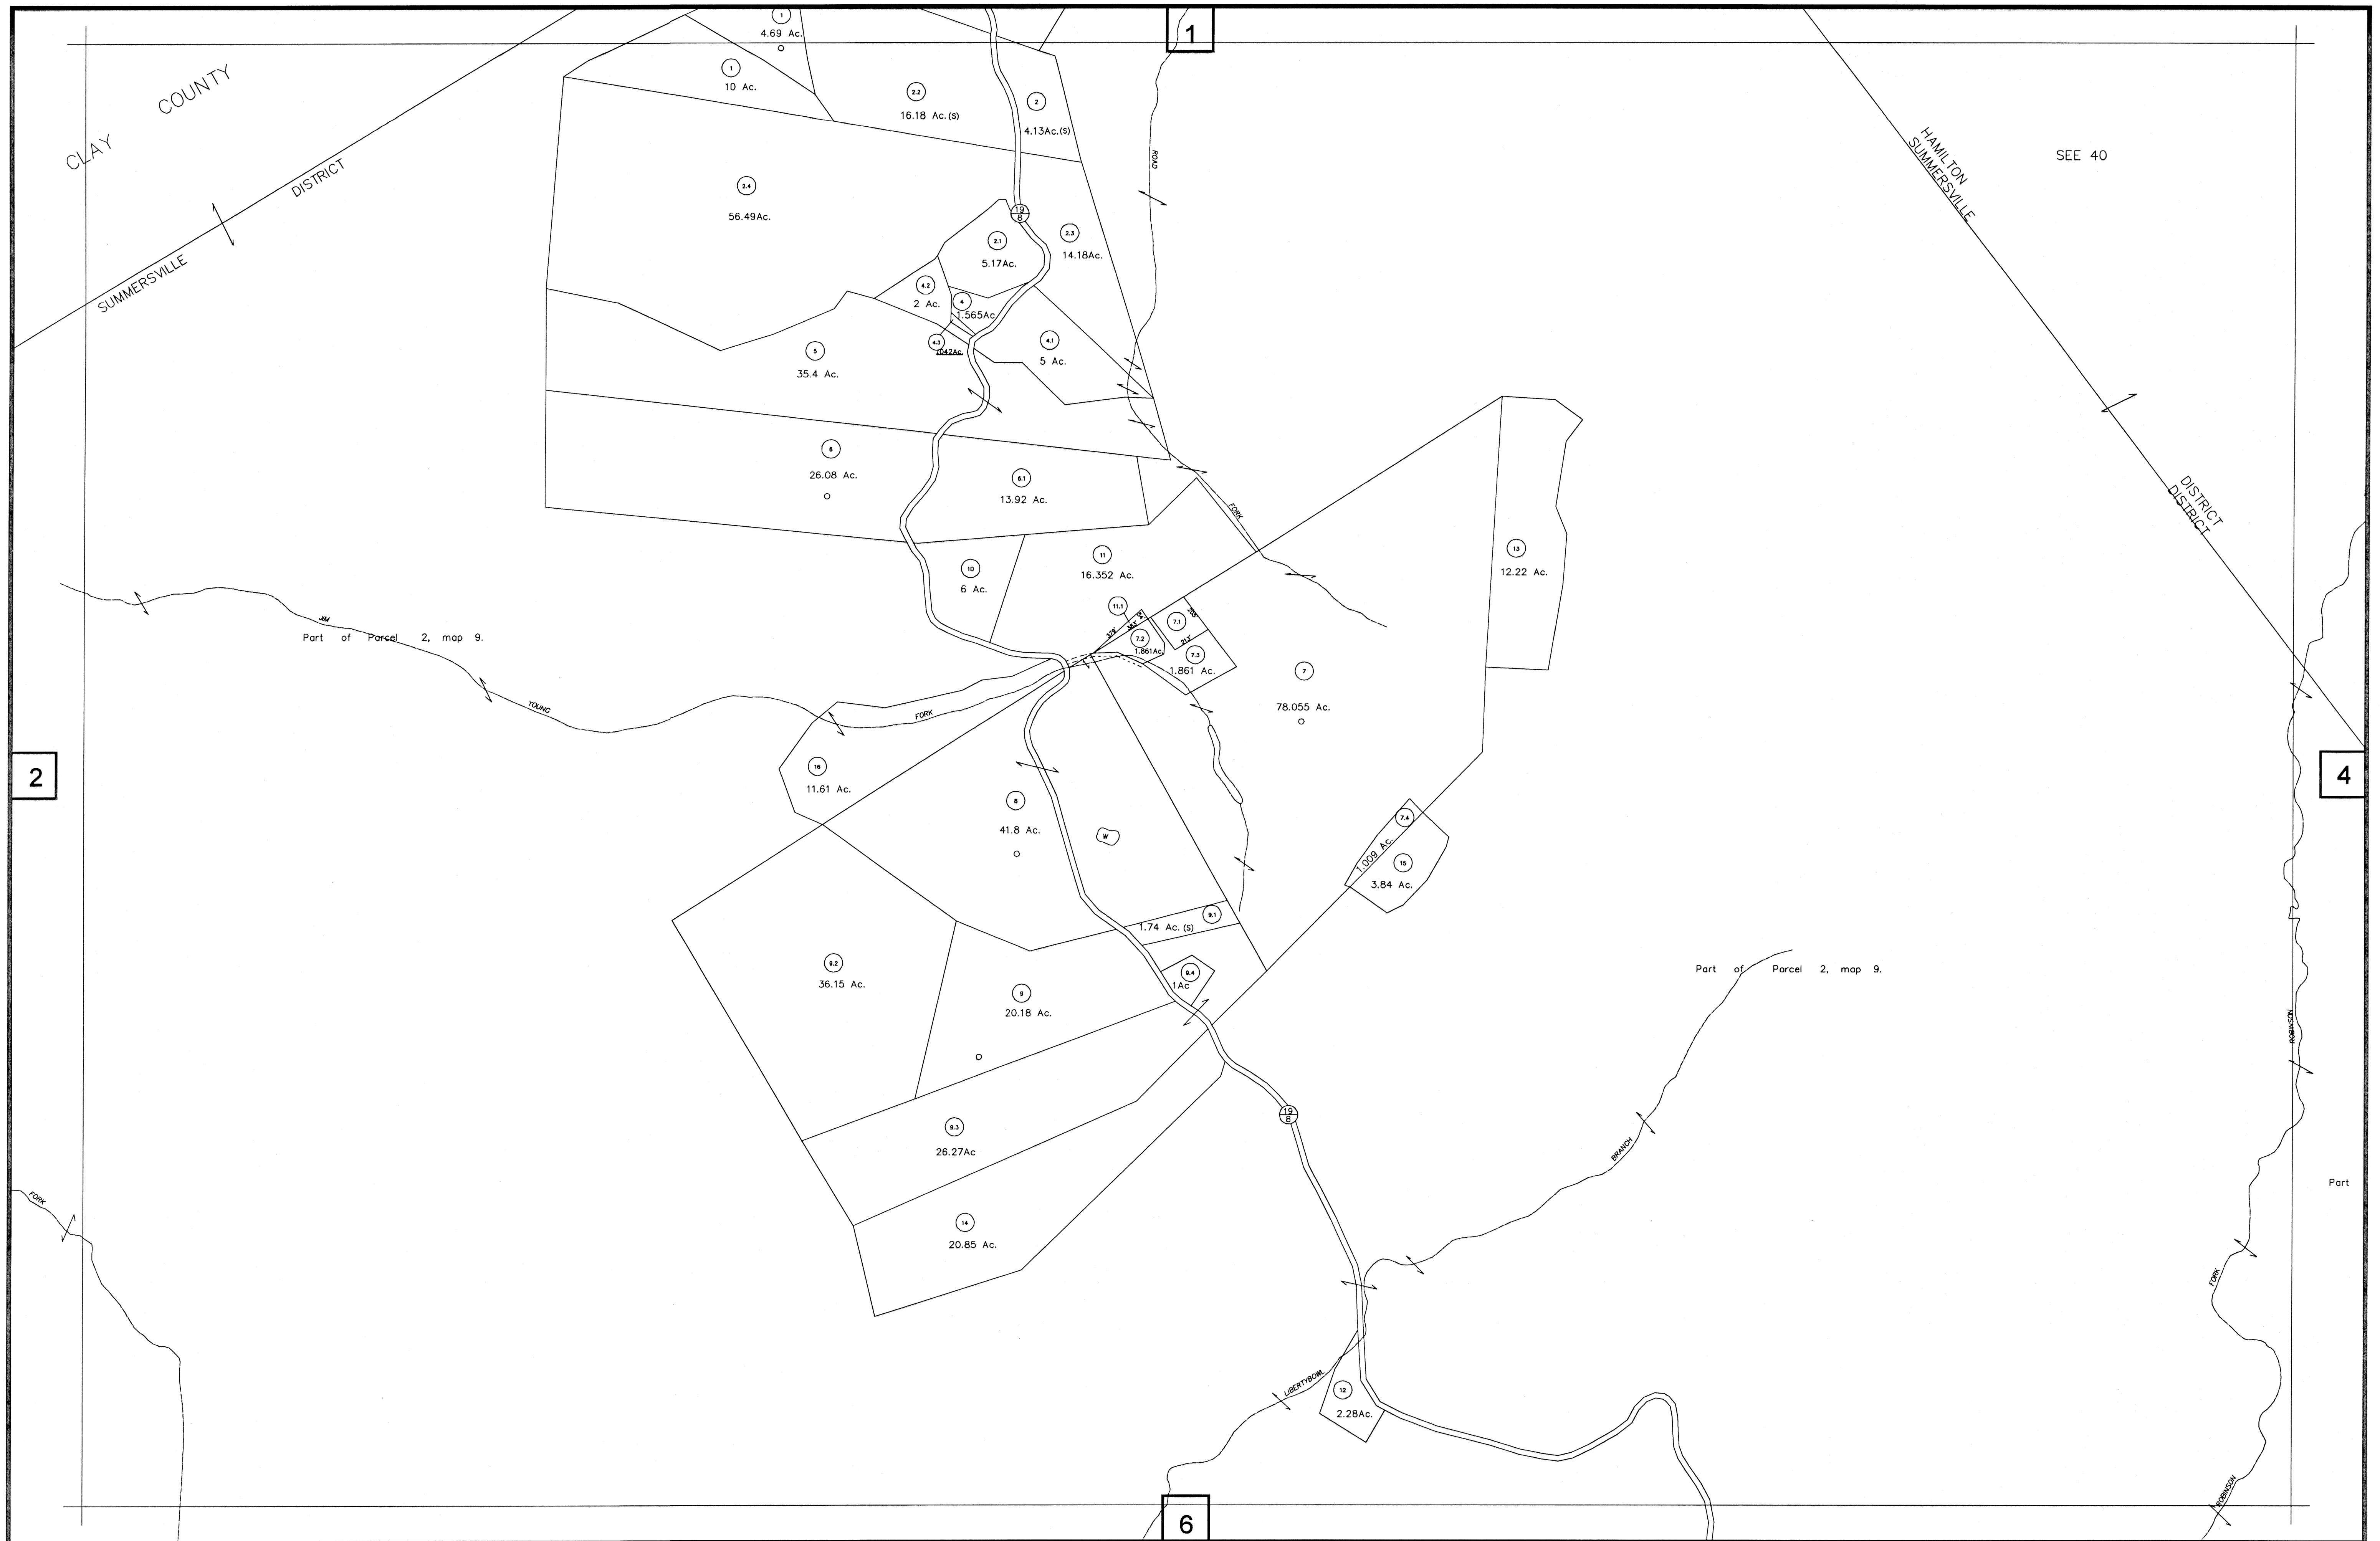 1
1
4.69 Ac.
1
10 Ac.
2.2
16.18 Ac.(S)
2
4.13Ac.(S)
CLAY COUNTY
SUMMERSVILLE DISTRICT
ROAD
HAMILTON
SUMMERSVILLE
SEE 40
2.4
56.49Ac.
19
8
2.1
5.17Ac.
2.3
14.18Ac.
4.2
2 Ac.
4
1.565Ac
4.3
4.1
5 Ac.
5
35.4 Ac.
6
26.08 Ac.
6.1
13.92 Ac.
FORK
DISTRICT
DISTRICT
13
12.22 Ac.
11
16.352 Ac.
10
6 Ac.
11.1
7.1
7.2
1.861Ac.
213'
7.3
1.861 Ac.
JIM
Part of Parcel 2, map 9.
YOUNG
FORK
7
78.055 Ac.
2
16
11.61 Ac.
8
41.8 Ac.
W
4
7.4
1.009 Ac.
15
3.84 Ac.
9.1
1.74 Ac.(S)
9.2
36.15 Ac.
9.4
1Ac
9
20.18 Ac.
Part of Parcel 2, map 9.
ROBINSON
19
8
9.3
26.27Ac
BRANCH
Part
FORK
14
20.85 Ac.
FORK
LIBERTYBOWL
12
2.28Ac.
ROBINSON
6